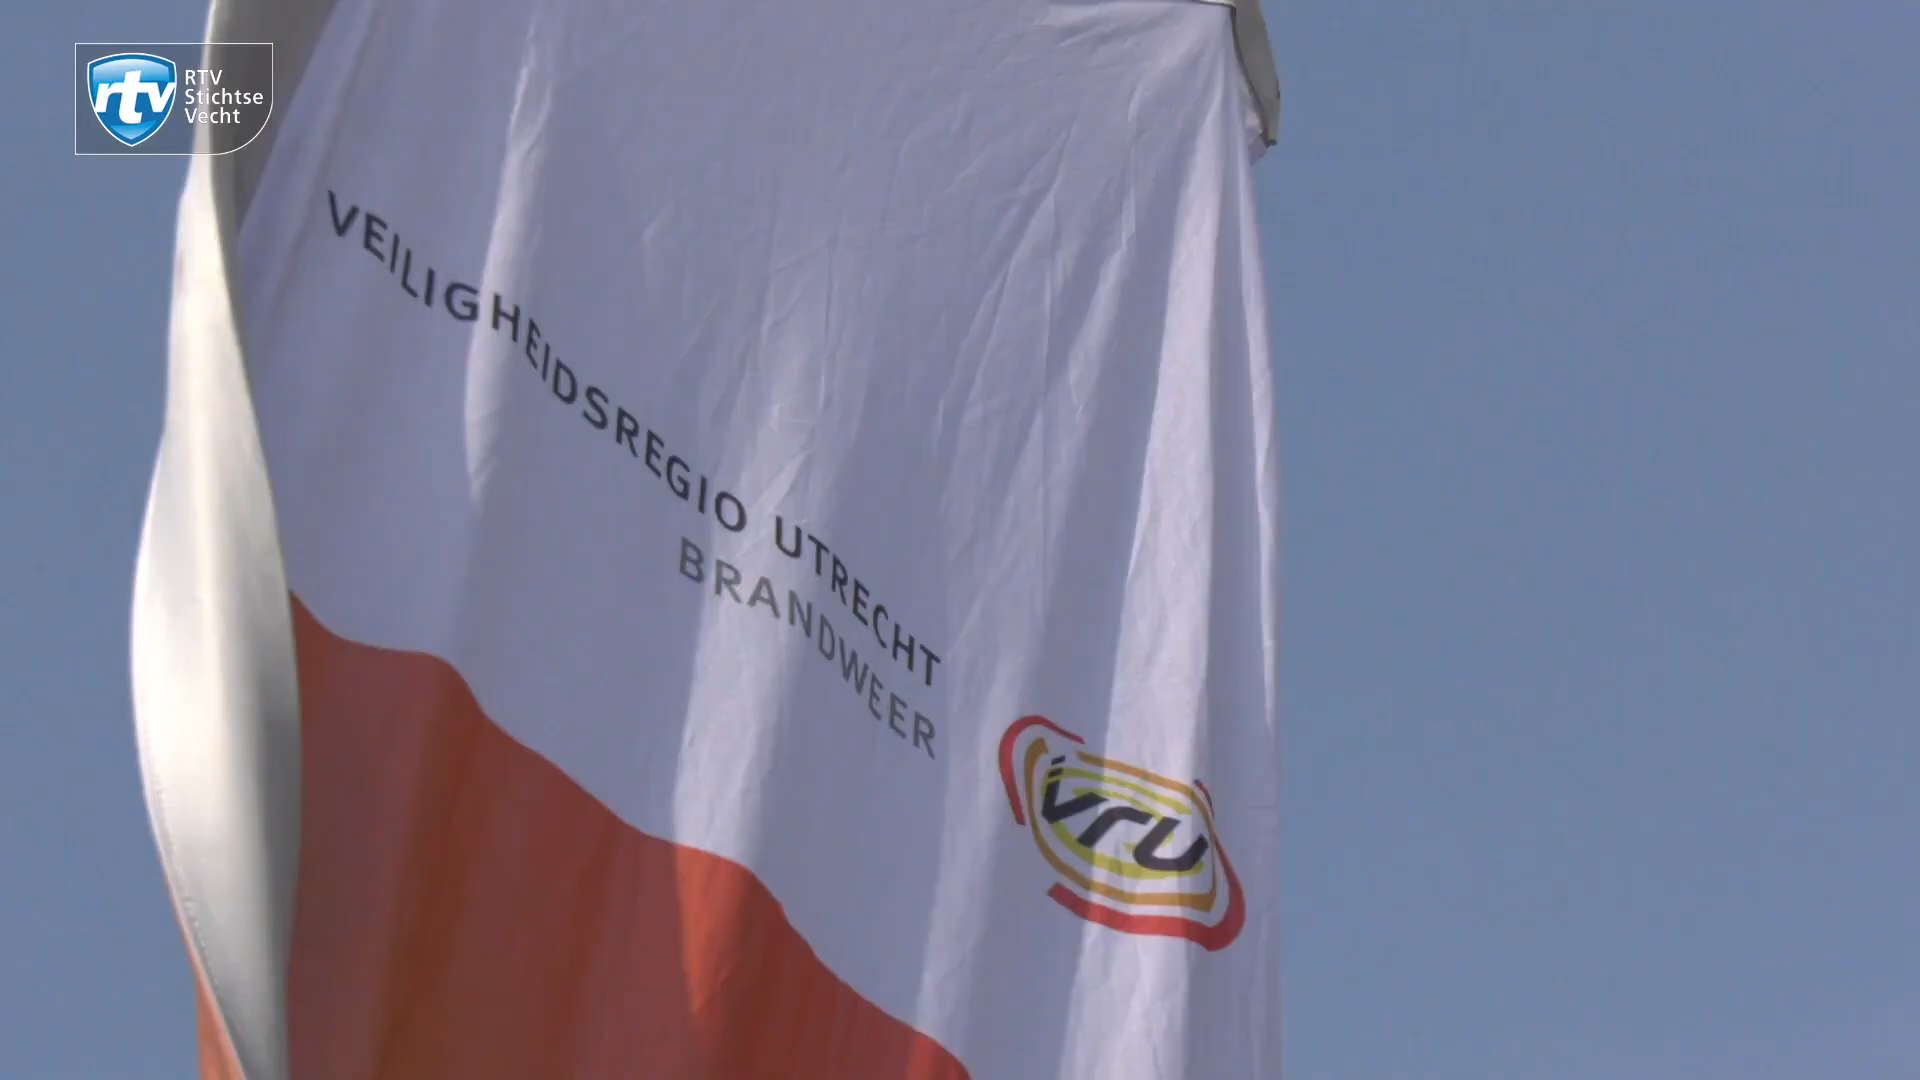 rtv
RTV
Stichtse
Vecht
VEILIGHEIDSREGIO UTRECHT
BRANDWEER
vru